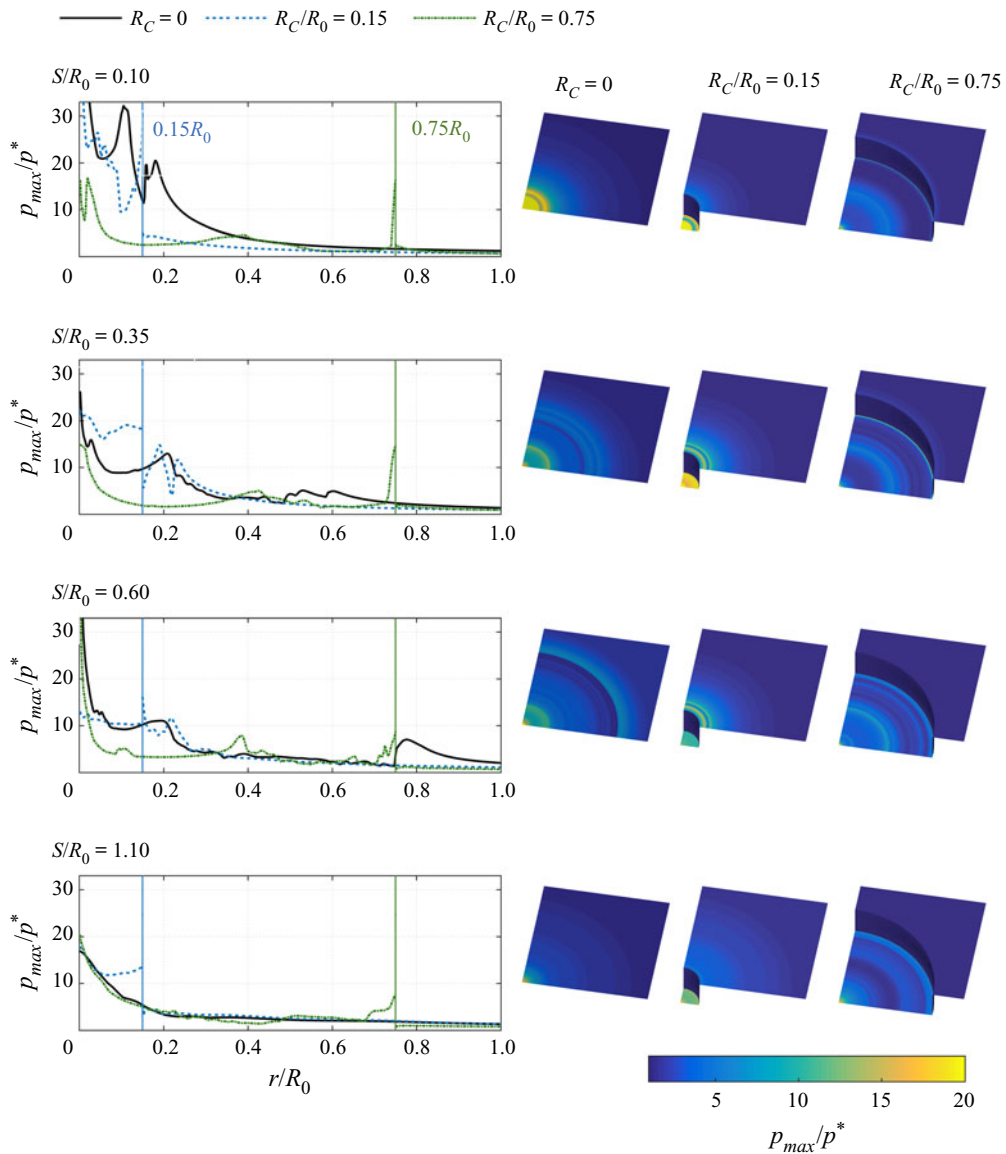 R_C = 0 R_C/R_0 = 0.15 R_C/R_0 = 0.75
S/R_0 = 0.10
R_C = 0 R_C/R_0 = 0.15 R_C/R_0 = 0.75
30
20
10
p_max/p*
0.15R_0 0.75R_0
0 0.2 0.4 0.6 0.8 1.0
S/R_0 = 0.35
30
20
10
p_max/p*
0 0.2 0.4 0.6 0.8 1.0
S/R_0 = 0.60
30
20
10
p_max/p*
0 0.2 0.4 0.6 0.8 1.0
S/R_0 = 1.10
30
20
10
p_max/p*
0 0.2 0.4 0.6 0.8 1.0
r/R_0
5 10 15 20
p_max/p*